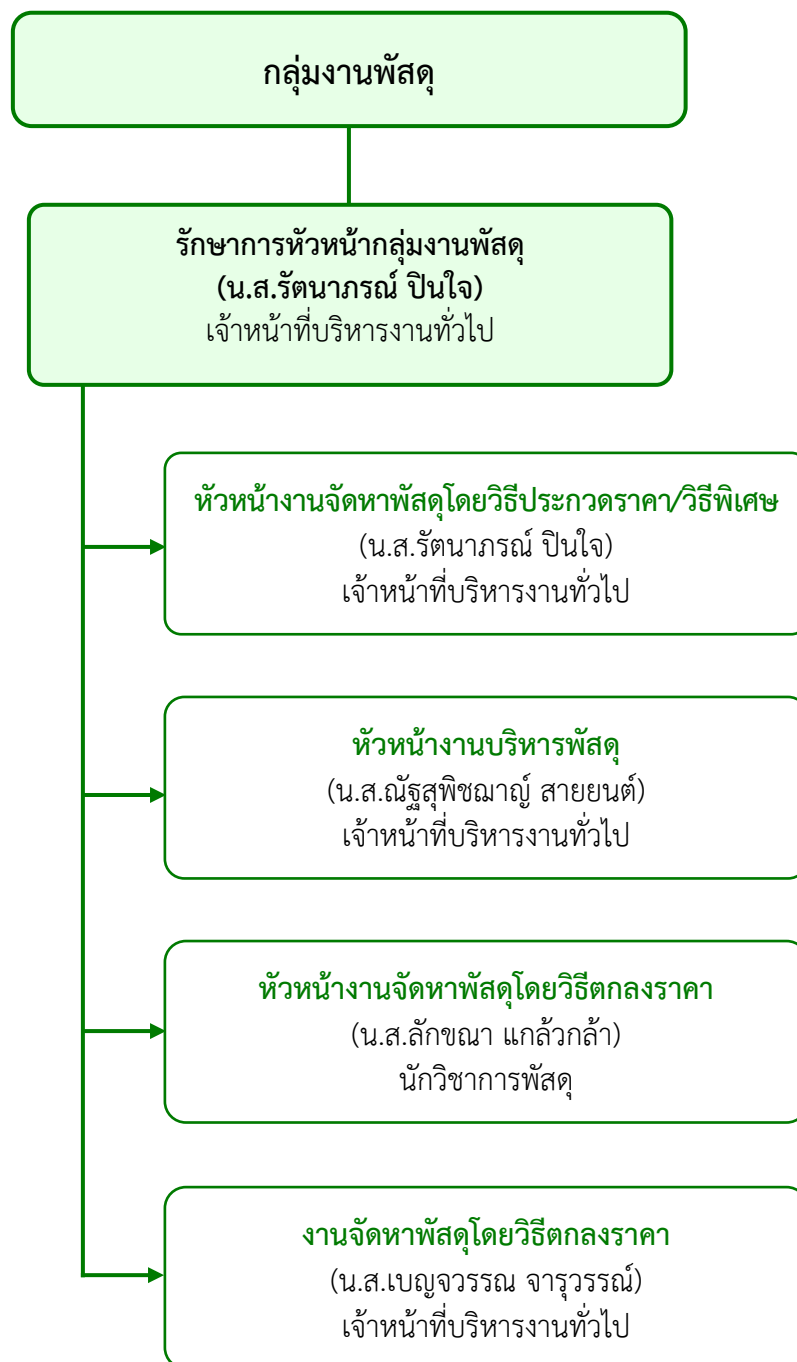 กลุ่มงานพัสดุ
รักษาการหัวหน้ากลุ่มงานพัสดุ
(น.ส.รัตนาภรณ์ ปินใจ)
เจ้าหน้าที่บริหารงานทั่วไป
หัวหน้างานจัดหาพัสดุโดยวิธีประกวดราคา/วิธีพิเศษ
(น.ส.รัตนาภรณ์ ปินใจ)
เจ้าหน้าที่บริหารงานทั่วไป
หัวหน้างานบริหารพัสดุ
(น.ส.ณัฐสุพิชฌาญ์ สายยนต์)
เจ้าหน้าที่บริหารงานทั่วไป
หัวหน้างานจัดหาพัสดุโดยวิธีตกลงราคา
(น.ส.ลักขณา แกล้วกล้า)
นักวิชาการพัสดุ
งานจัดหาพัสดุโดยวิธีตกลงราคา
(น.ส.เบญจวรรณ จารุวรรณ์)
เจ้าหน้าที่บริหารงานทั่วไป